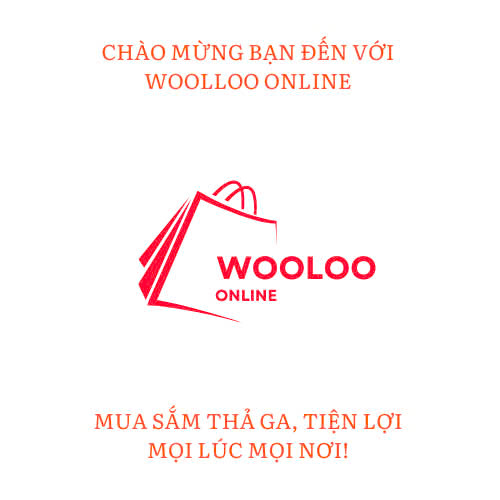 CHÀO MỪNG BẠN ĐẾN VỚI
WOOLLOO ONLINE
WOOLOO
ONLINE
MUA SẮM THẢ GA, TIỆN LỢI
MỌI LÚC MỌI NƠI!